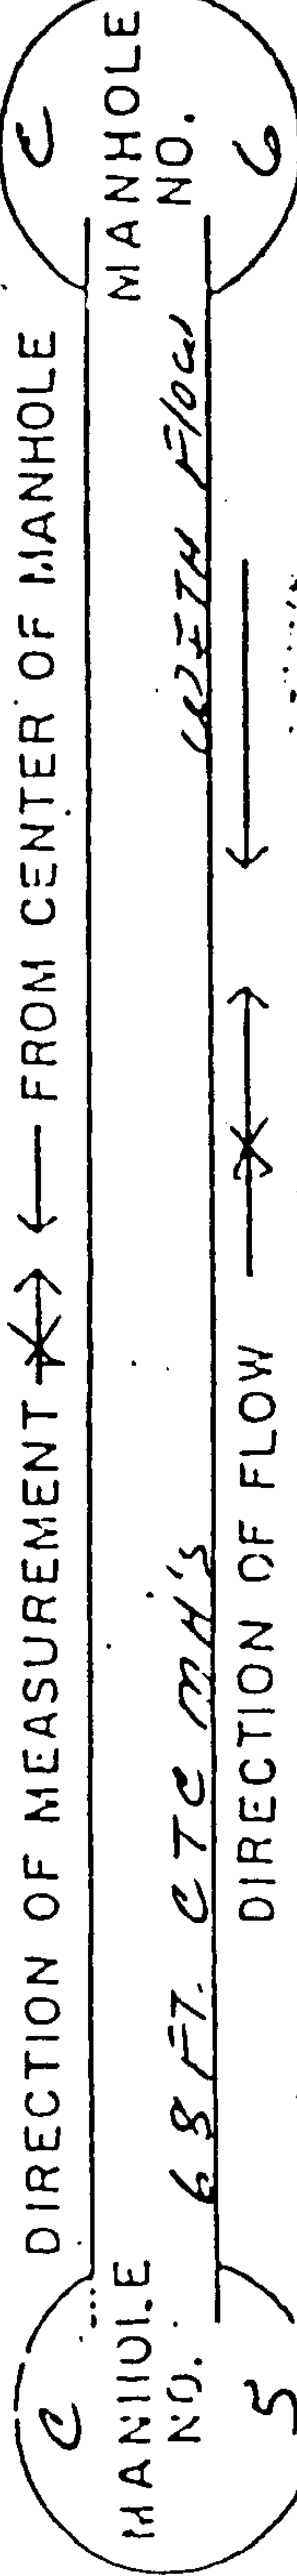 DIRECTION OF MEASUREMENT FROM CENTER OF MANHOLE
C
MANHOLE
NO.
5
68 FT. CTC MH'S
WITH Flow
C
MANHOLE
NO.
6
DIRECTION OF FLOW